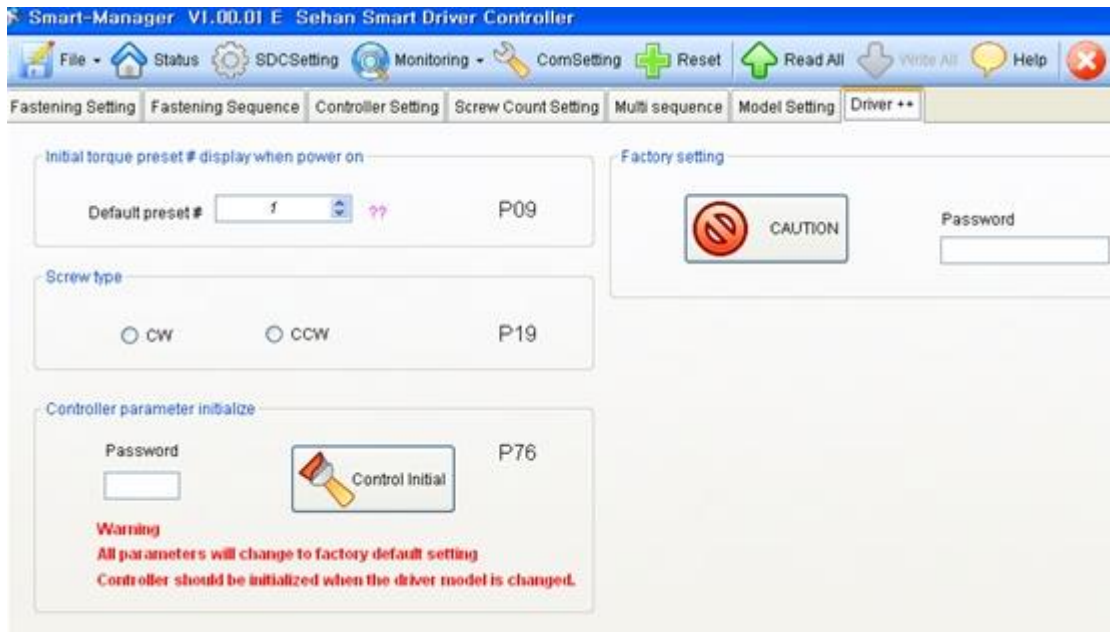 Smart-Manager V1.00.01 E Sehan Smart Driver Controller
File Status SDCSetting Monitoring ComSetting Reset Read All Write All Help
Fastening Setting Fastening Sequence Controller Setting Screw Count Setting Multi sequence Model Setting Driver ++
Initial torque preset # display when power on
Default preset # 1 ?? P09
Screw type
CW CCW P19
Controller parameter initialize
Password
Control Initial
P76
Warning
All parameters will change to factory default setting
Controller should be initialized when the driver model is changed.
Factory setting
CAUTION
Password